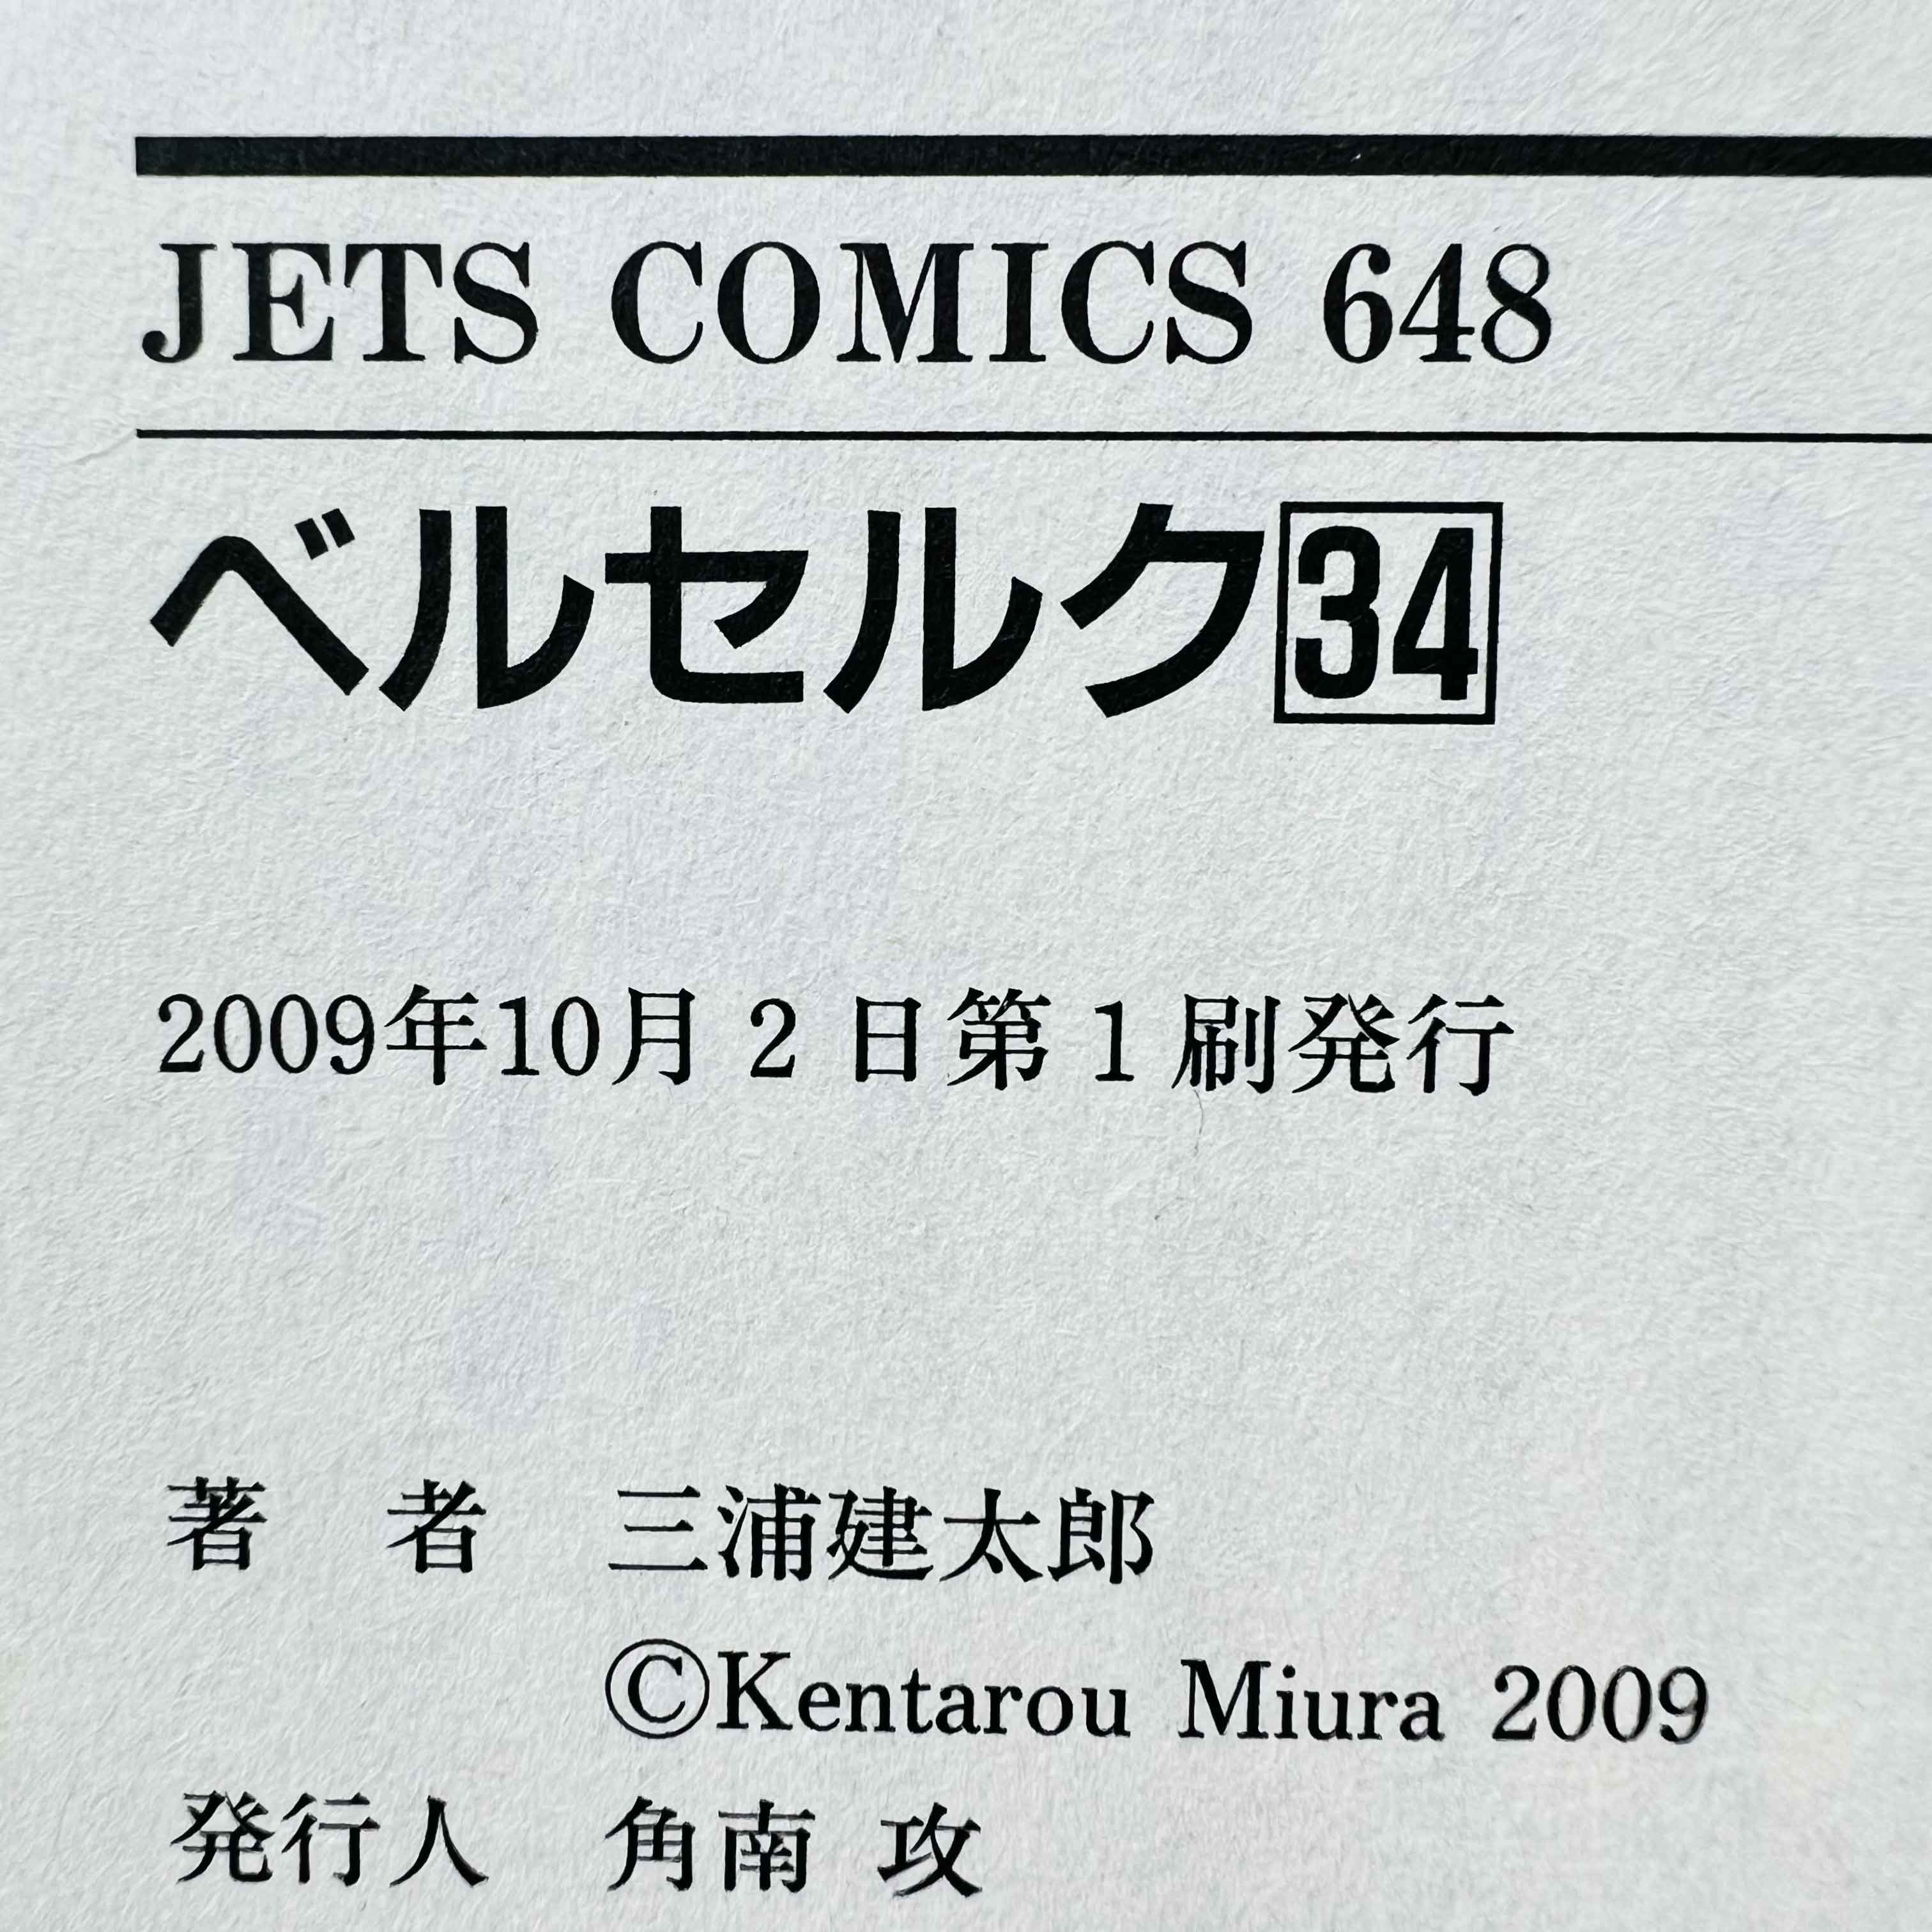 JETS COMICS 648
ベルセルク34
2009年10月2日第1刷発行
著 者 三浦建太郎
©Kentarou Miura 2009
発行人 角南 攻